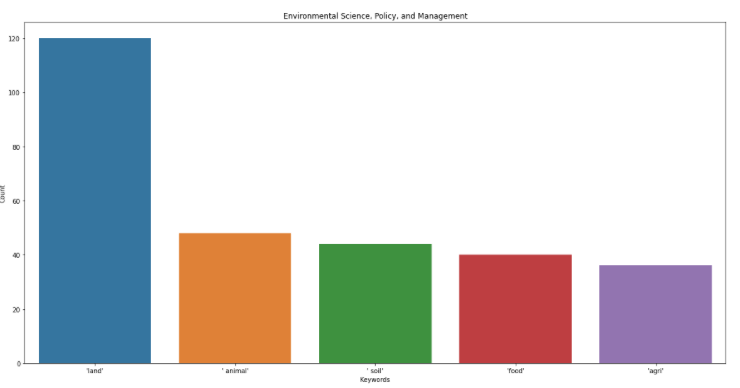 Environmental Science, Policy, and Management
120
100
80
60
40
20
0
Count
'land' ' animal' ' soil' 'food' 'agri'
Keywords